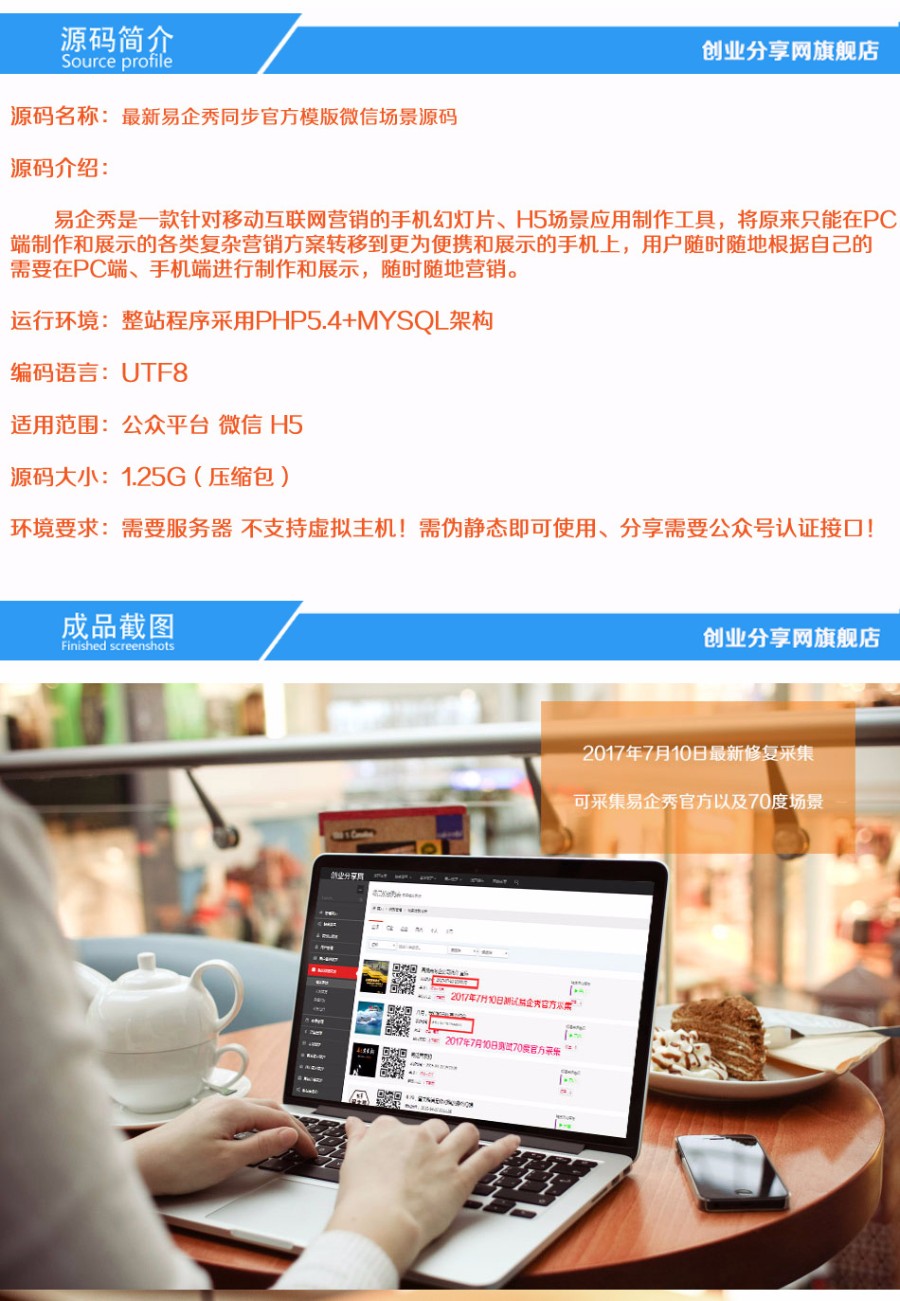 源码简介
Source profile
创业分享网旗舰店
源码名称：最新易企秀同步官方模版微信场景源码
源码介绍：
易企秀是一款针对移动互联网营销的手机幻灯片、H5场景应用制作工具，将原来只能在PC
端制作和展示的各类复杂营销方案转移到更为便携和展示的手机上，用户随时随地根据自己的
需要在PC端、手机端进行制作和展示，随时随地营销。
运行环境：整站程序采用PHP5.4+MYSQL架构
编码语言：UTF8
适用范围：公众平台 微信 H5
源码大小：1.25G（压缩包）
环境要求：需要服务器 不支持虚拟主机！需伪静态即可使用、分享需要公众号认证接口！
成品截图
Finished screenshots
创业分享网旗舰店
2017年7月10日最新修复采集
可采集易企秀官方以及70度场景
创业分享网
2017年7月10日测试易企秀官方采集
2017年7月10日测试70度官方采集